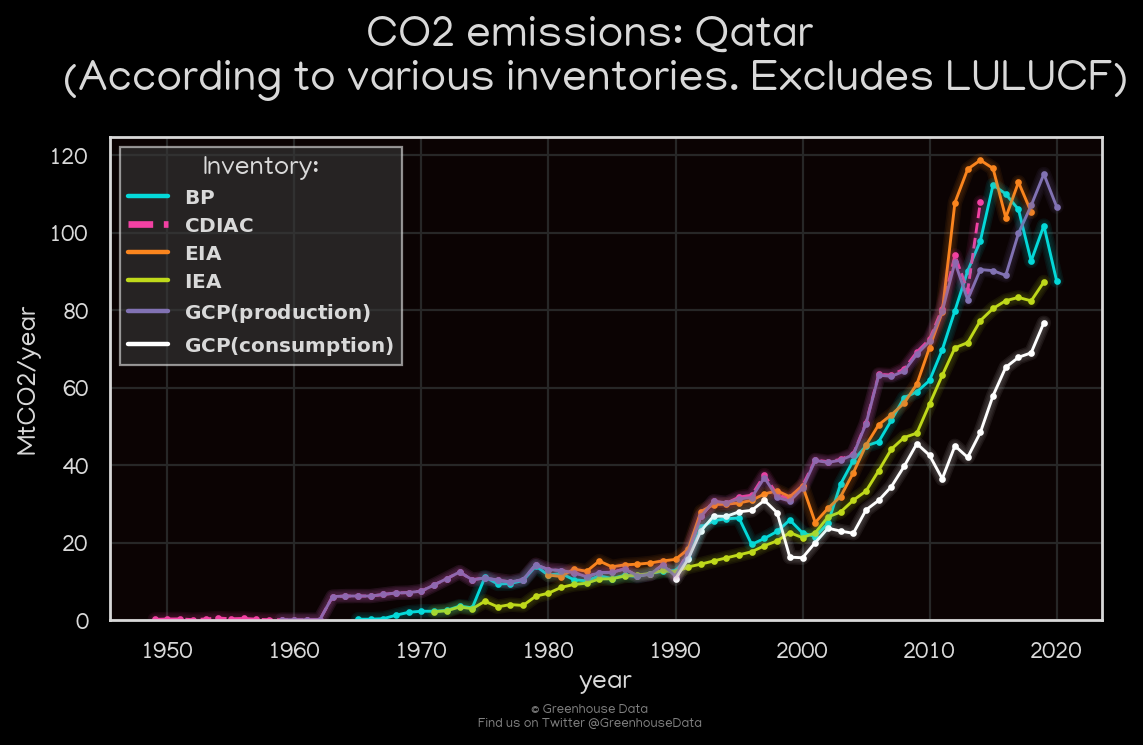 CO2 emissions: Qatar
(According to various inventories. Excludes LULUCF)
Inventory:
BP
CDIAC
EIA
IEA
GCP(production)
GCP(consumption)
MtCO2/year
120
100
80
60
40
20
0
1950 1960 1970 1980 1990 2000 2010 2020
year
© Greenhouse Data
Find us on Twitter @GreenhouseData